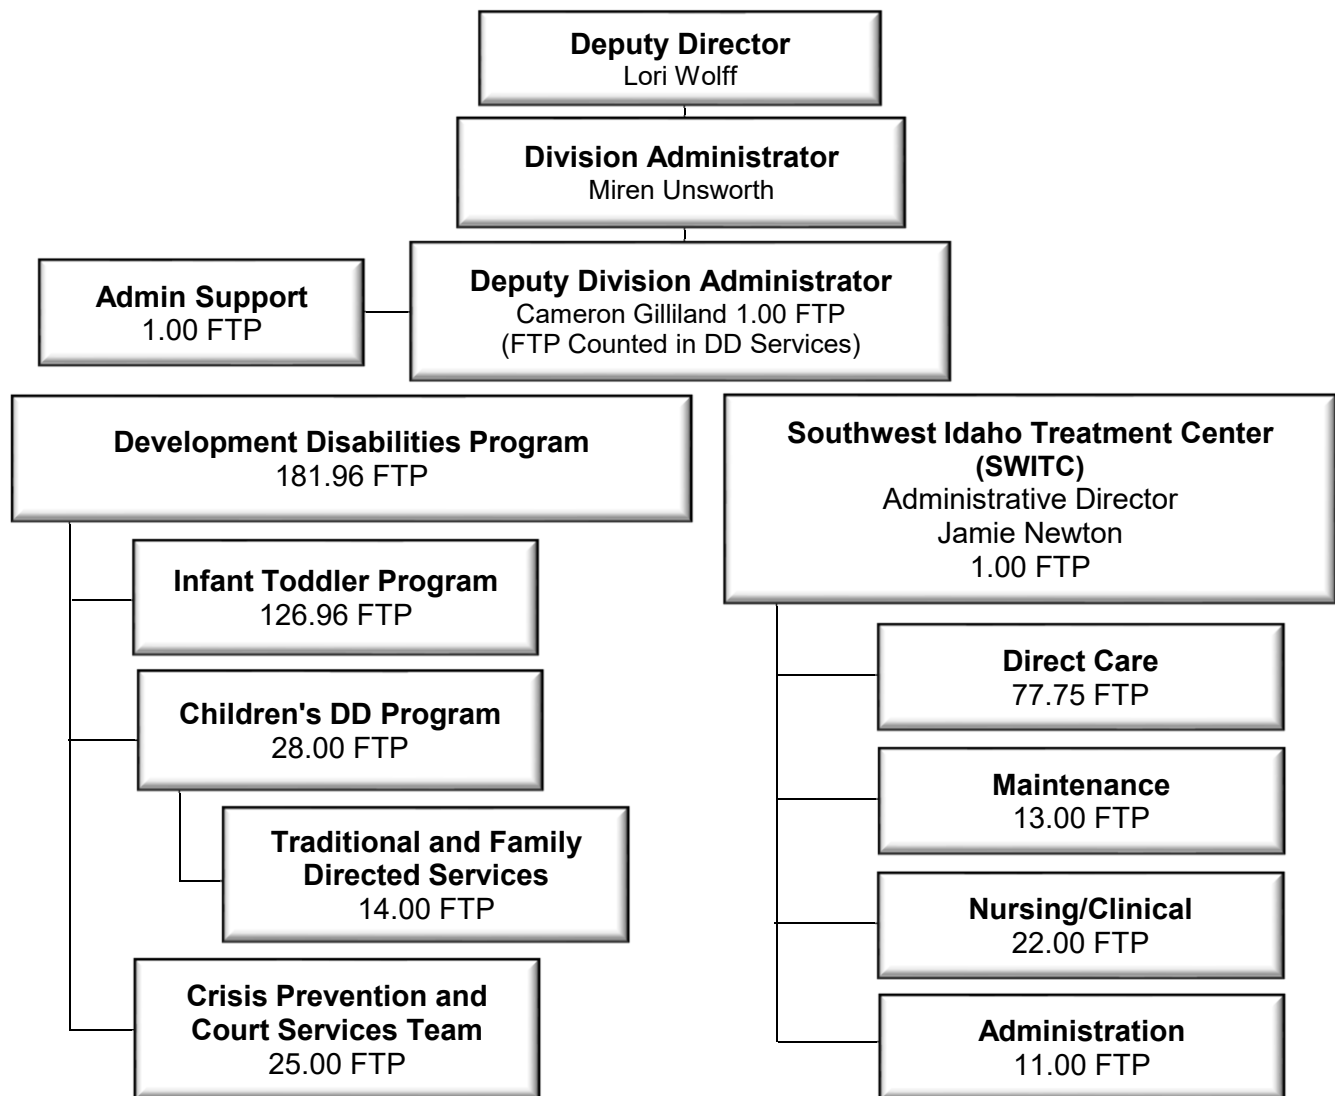 Deputy Director
Lori Wolff
Division Administrator
Miren Unsworth
Admin Support
1.00 FTP
Deputy Division Administrator
Cameron Gilliland 1.00 FTP
(FTP Counted in DD Services)
Development Disabilities Program
181.96 FTP
Infant Toddler Program
126.96 FTP
Children's DD Program
28.00 FTP
Traditional and Family
Directed Services
14.00 FTP
Crisis Prevention and
Court Services Team
25.00 FTP
Southwest Idaho Treatment Center
(SWITC)
Administrative Director
Jamie Newton
1.00 FTP
Direct Care
77.75 FTP
Maintenance
13.00 FTP
Nursing/Clinical
22.00 FTP
Administration
11.00 FTP